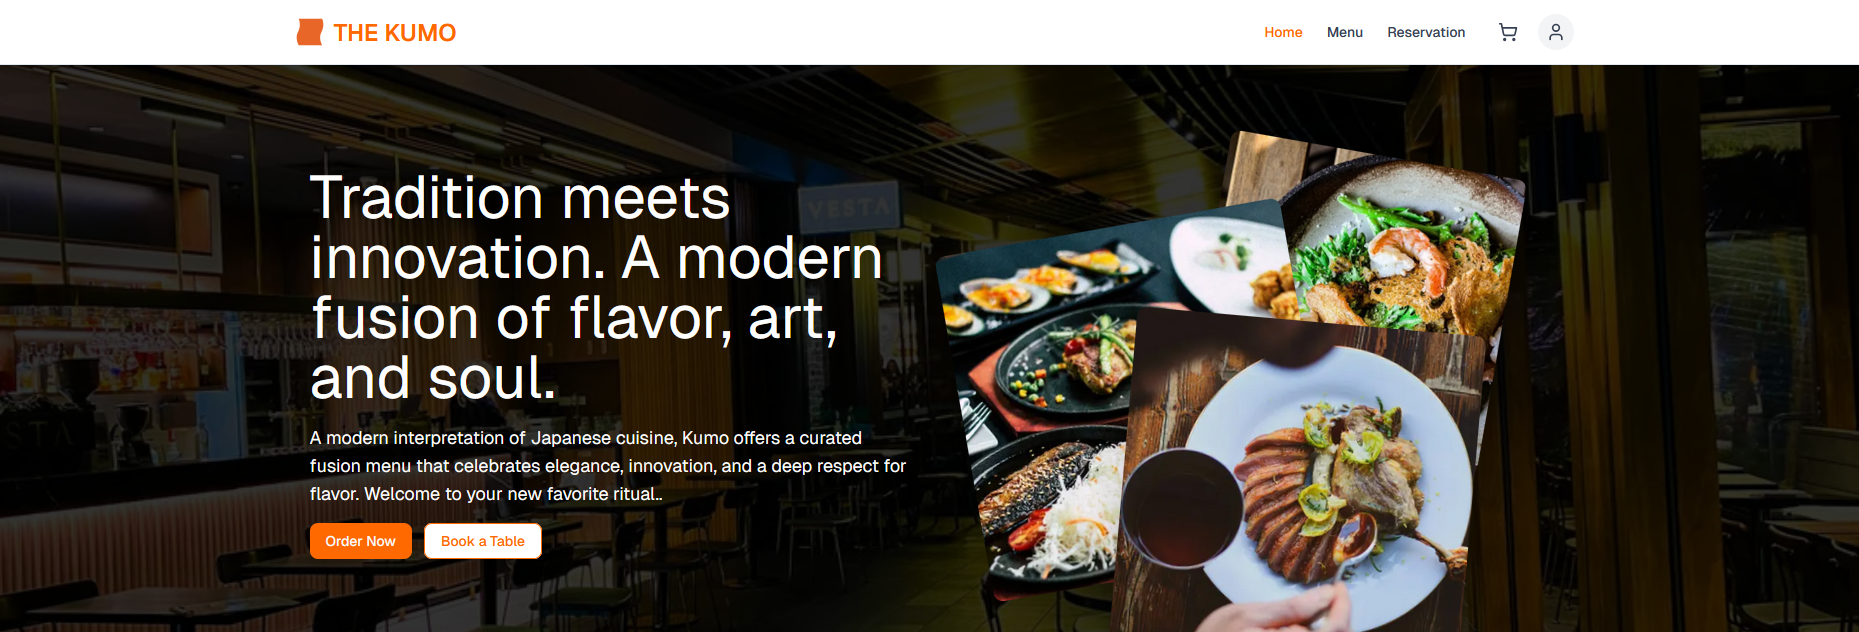 THE KUMO
Home Menu Reservation
VESTA
Tradition meets
innovation. A modern
fusion of flavor, art,
and soul.
A modern interpretation of Japanese cuisine, Kumo offers a curated
fusion menu that celebrates elegance, innovation, and a deep respect for
flavor. Welcome to your new favorite ritual..
Order Now Book a Table